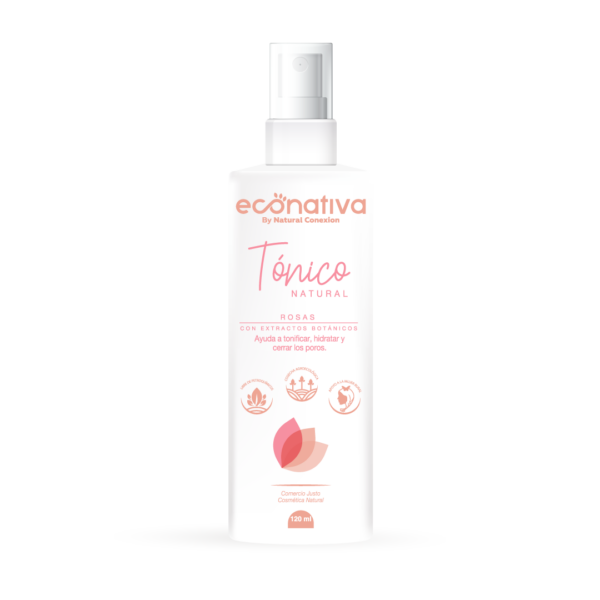 econativa
By Natural Conexion
Tónico
NATURAL
ROSAS
CON EXTRACTOS BOTÁNICOS
Ayuda a tonificar, hidratar y
cerrar los poros.
Comercio Justo
Cosmética Natural
120 ml